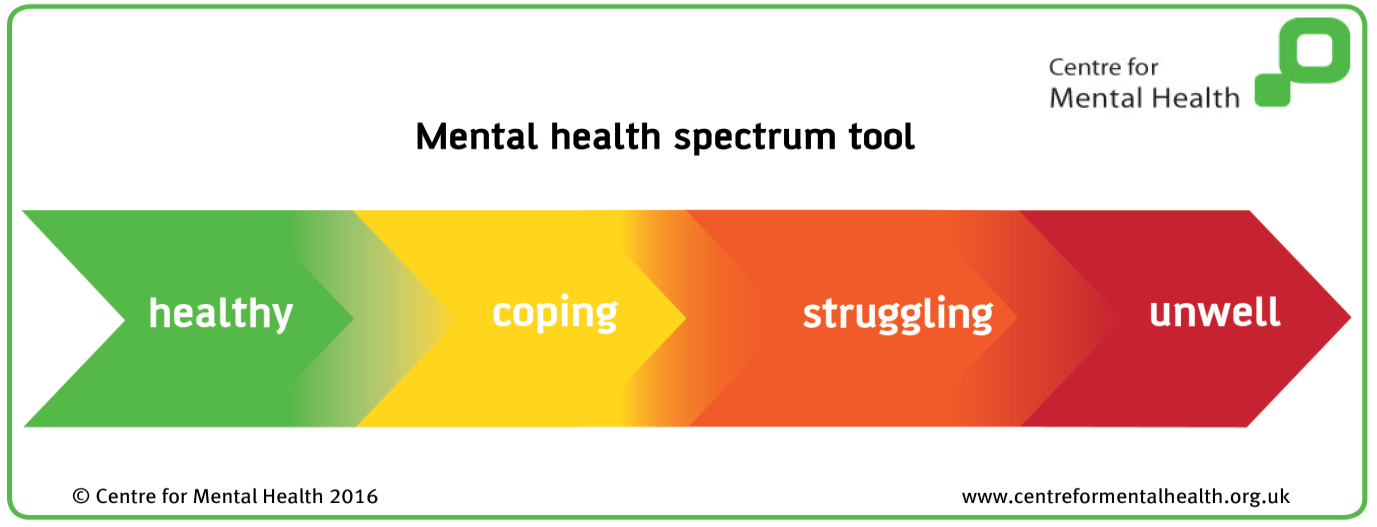 Centre for
Mental Health
Mental health spectrum tool
healthy coping struggling unwell
© Centre for Mental Health 2016 www.centreformentalhealth.org.uk